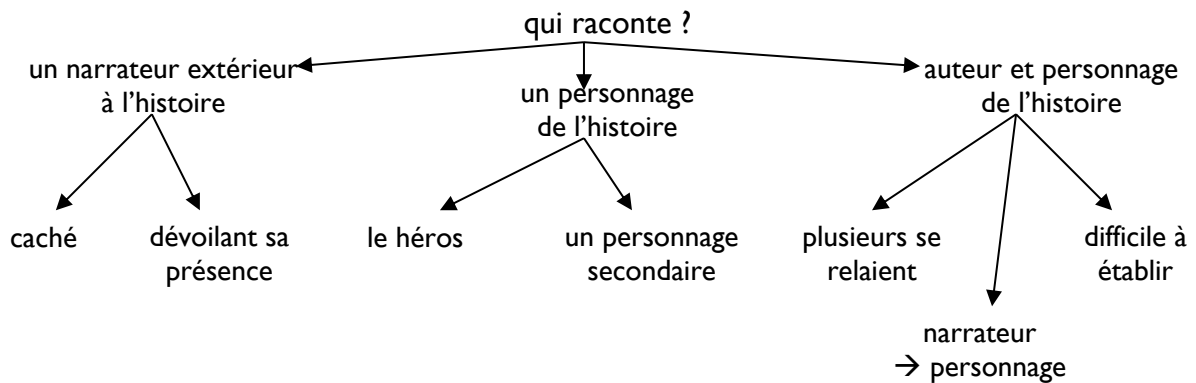 qui raconte ?
un narrateur extérieur
à l’histoire
un personnage
de l’histoire
auteur et personnage
de l’histoire
caché
dévoilant sa
présence
le héros
un personnage
secondaire
plusieurs se
relaient
difficile à
établir
narrateur
→ personnage